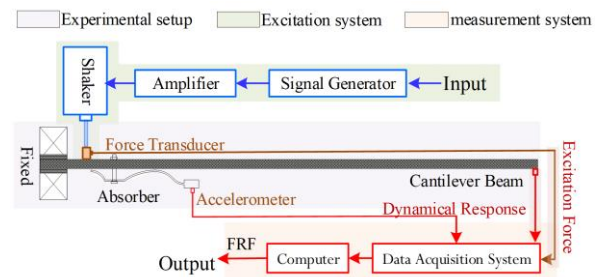 Experimental setup
Excitation system
measurement system
Shaker
Amplifier
Signal Generator
Input
Force Transducer
Fixed
Absorber
Accelerometer
Cantilever Beam
Dynamical Response
Excitation Force
Output
FRF
Computer
Data Acquisition System